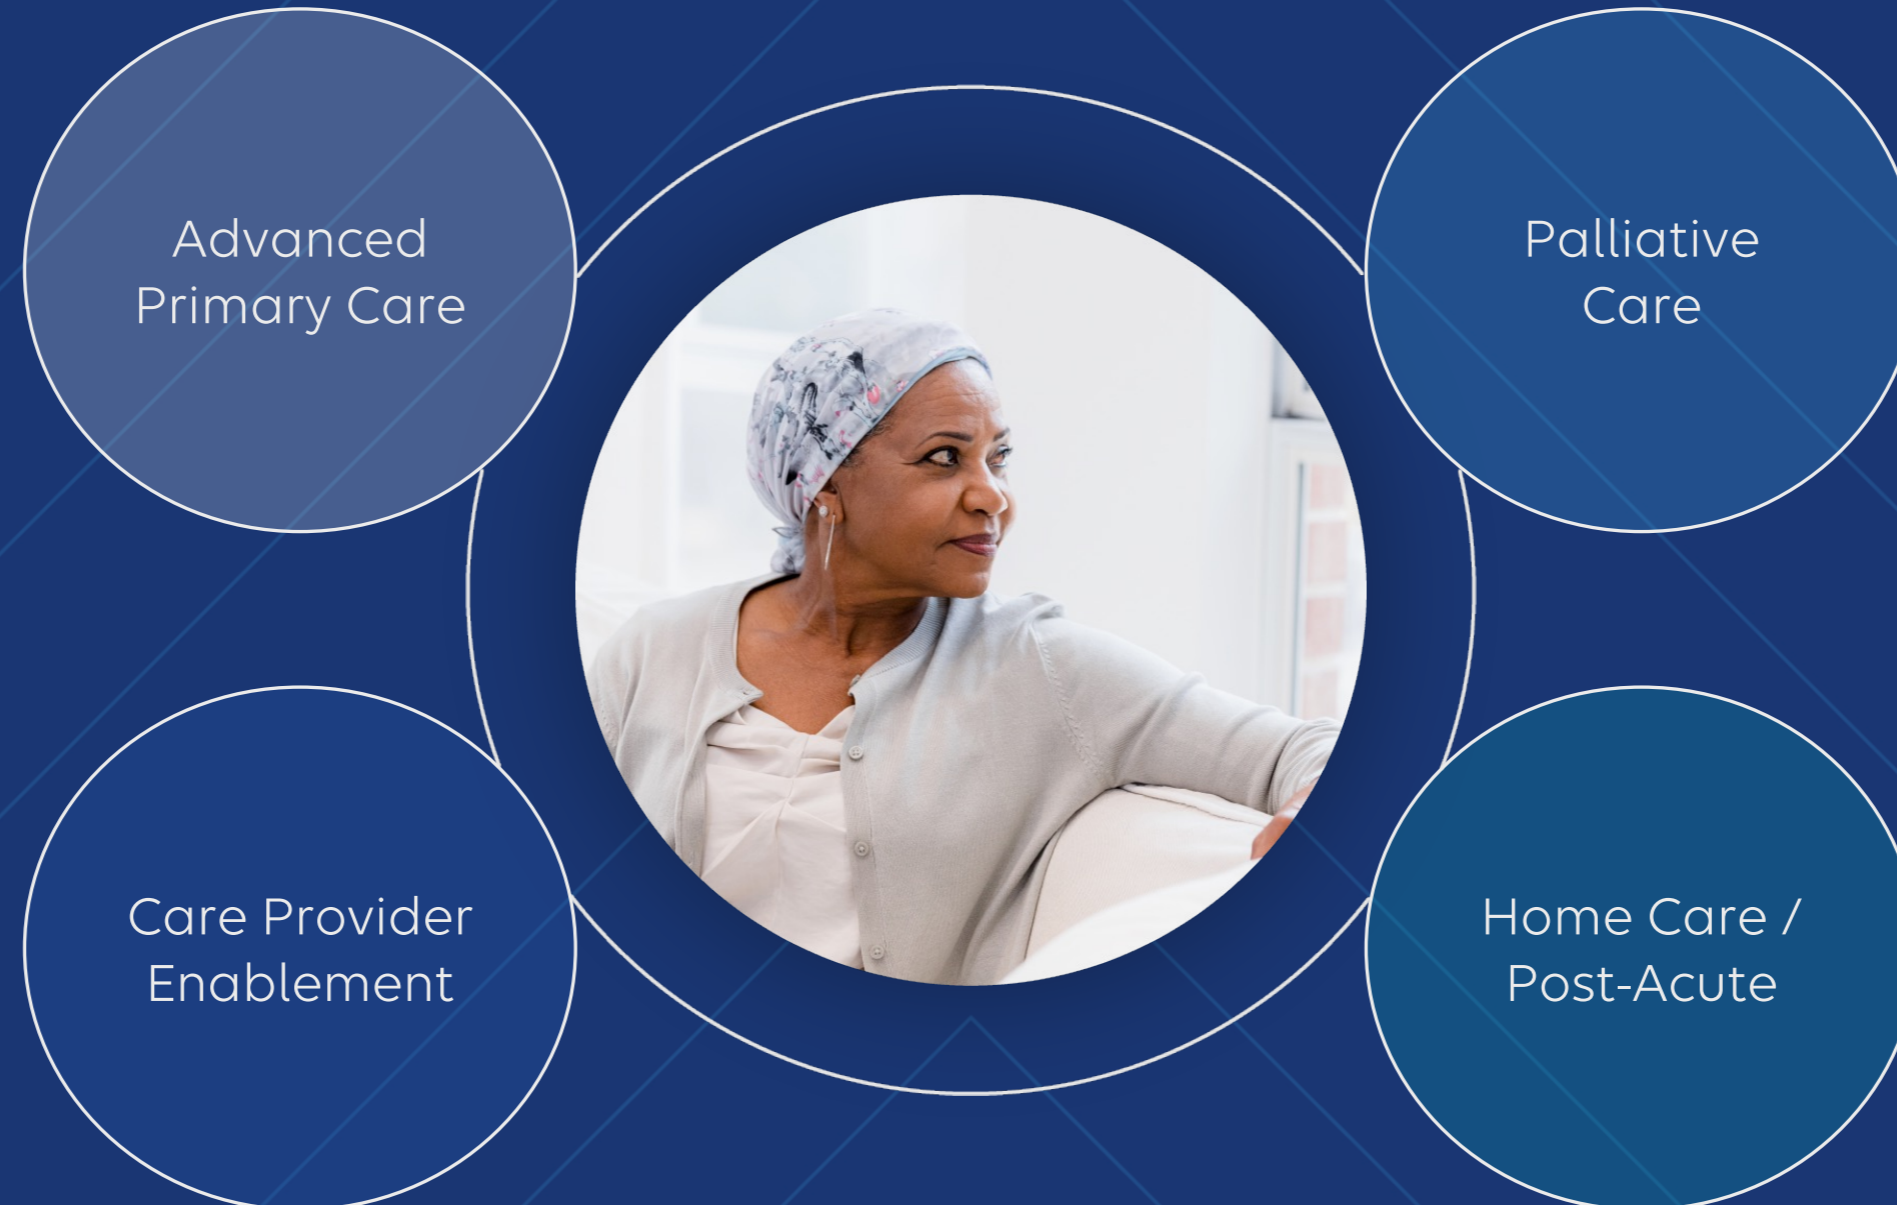 Advanced
Primary Care
Palliative
Care
Care Provider
Enablement
Home Care /
Post-Acute